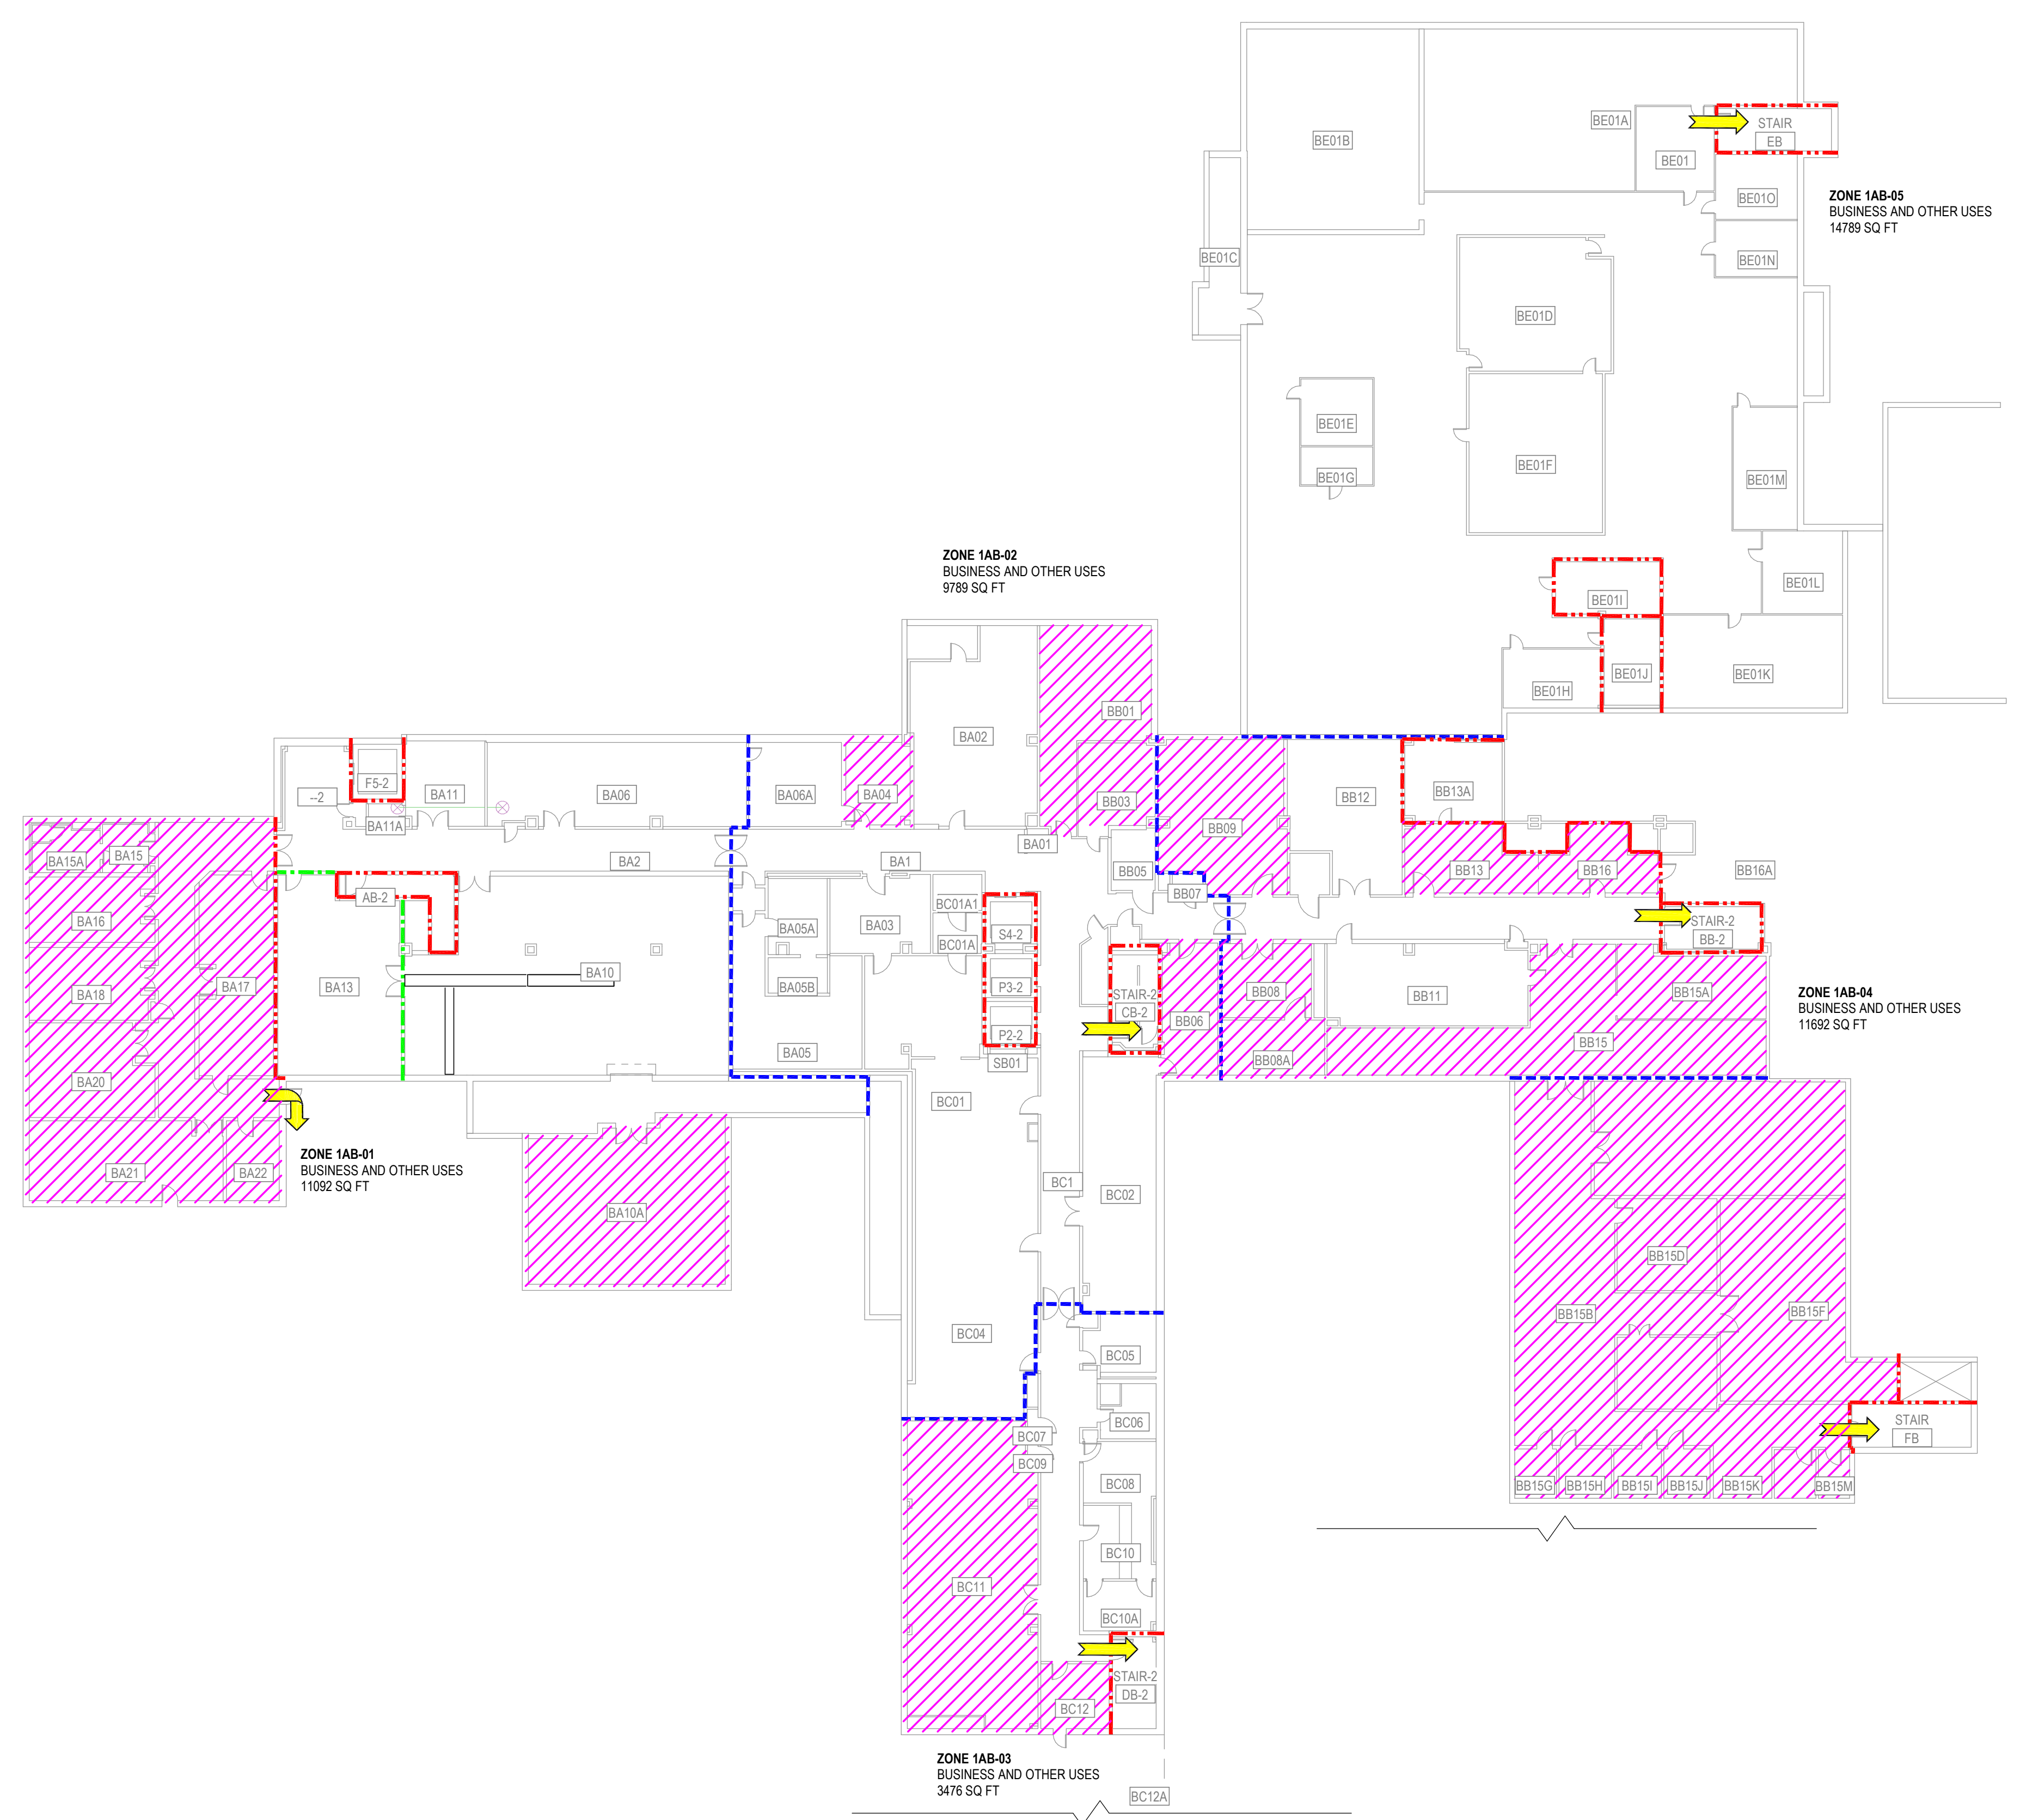 BE01A
STAIR
EB
BE01B
BE01
ZONE 1AB-05
BUSINESS AND OTHER USES
14789 SQ FT
BE01O
BE01C
BE01N
BE01D
BE01E
BE01F
BE01G
BE01M
ZONE 1AB-02
BUSINESS AND OTHER USES
9789 SQ FT
BE01L
BE01I
BE01J
BE01K
BE01H
BB01
BA02
F5-2
--2
BA11
BA06
BA06A
BA04
BB03
BB12
BB13A
BA11A
BB09
BA01
BA15A
BA15
BA2
BA1
BB05
BB13
BB16
BB16A
AB-2
BB07
BC01A1
BA16
BA05A
BA03
S4-2
STAIR-2
BB-2
BC01A
BA10
BA17
BA13
BA05B
P3-2
BA18
STAIR-2
CB-2
BB08
BB11
BB15A
ZONE 1AB-04
BUSINESS AND OTHER USES
11692 SQ FT
BB06
P2-2
BA05
SB01
BB08A
BB15
BA20
BC01
ZONE 1AB-01
BUSINESS AND OTHER USES
11092 SQ FT
BA21
BA22
BC1
BC02
BA10A
BB15D
BB15B
BB15F
BC04
BC05
BC06
BC07
STAIR
FB
BC09
BC08
BB15G
BB15H
BB15I
BB15J
BB15K
BB15M
BC10
BC11
BC10A
STAIR-2
DB-2
BC12
ZONE 1AB-03
BUSINESS AND OTHER USES
3476 SQ FT
BC12A